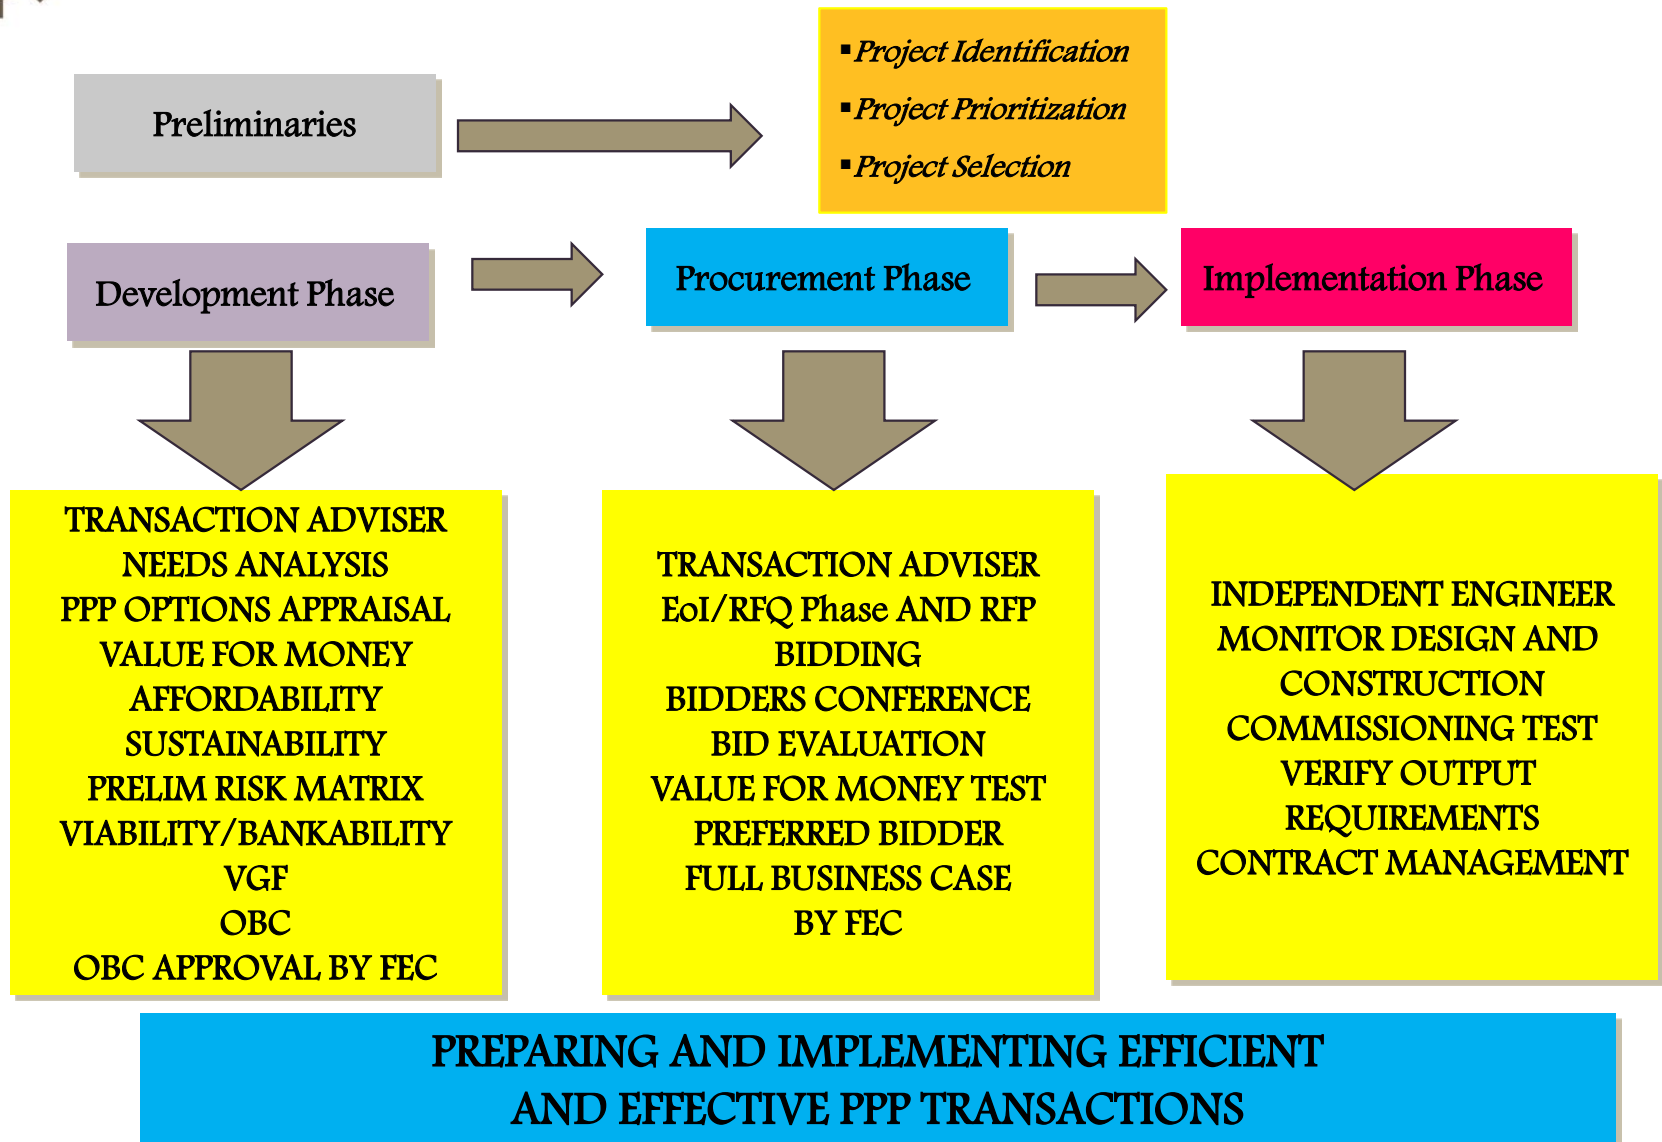 Preliminaries
▪Project Identification
▪Project Prioritization
▪Project Selection
Development Phase
Procurement Phase
Implementation Phase
TRANSACTION ADVISER
NEEDS ANALYSIS
PPP OPTIONS APPRAISAL
VALUE FOR MONEY
AFFORDABILITY
SUSTAINABILITY
PRELIM RISK MATRIX
VIABILITY/BANKABILITY
VGF
OBC
OBC APPROVAL BY FEC
TRANSACTION ADVISER
EoI/RFQ Phase AND RFP
BIDDING
BIDDERS CONFERENCE
BID EVALUATION
VALUE FOR MONEY TEST
PREFERRED BIDDER
FULL BUSINESS CASE
BY FEC
INDEPENDENT ENGINEER
MONITOR DESIGN AND
CONSTRUCTION
COMMISSIONING TEST
VERIFY OUTPUT
REQUIREMENTS
CONTRACT MANAGEMENT
PREPARING AND IMPLEMENTING EFFICIENT
AND EFFECTIVE PPP TRANSACTIONS